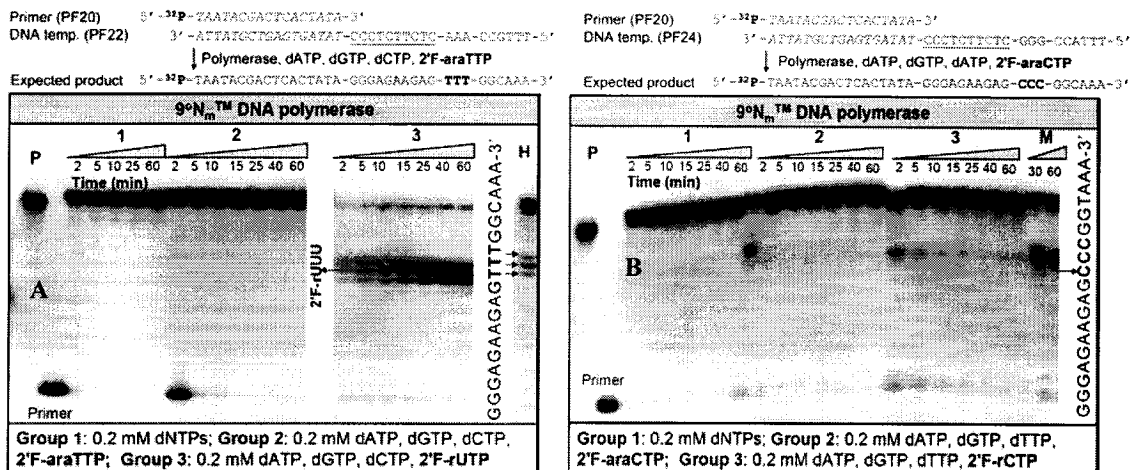 Primer (PF20) 5'-³²P-TAATACGACTCACTATA-3'
DNA temp. (PF22) 3'-ATTATGCTGAGTGATAT-CCCTCTTCTC-AAA-CCGTTT-5'
Polymerase, dATP, dGTP, dCTP, 2'F-araTTP
Expected product 5'-³²P-TAATACGACTCACTATA-GGGAGAAGAG-TTT-GGCAAA-3'
9°Nm™ DNA polymerase
P 1 2 3 H
2 5 10 15 25 60 2 5 10 15 25 60 2 5 15 25 40 60
Time (min)
A
2'F-rUUU
GGGAGAAGAGTTTGGCAAA-3'
Primer
Group 1: 0.2 mM dNTPs; Group 2: 0.2 mM dATP, dGTP, dCTP,
2'F-araTTP; Group 3: 0.2 mM dATP, dGTP, dCTP, 2'F-rUTP
Primer (PF20) 5'-³²P-TAATACGACTCACTATA-3'
DNA temp. (PF24) 3'-ATTATGCTGAGTGATAT-CCCTCTTCTC-GGG-CCATTT-5'
Polymerase, dATP, dGTP, dATP, 2'F-araCTP
Expected product 5'-³²P-TAATACGACTCACTATA-GGGAGAAGAG-CCC-GGCAAA-3'
9°Nm™ DNA polymerase
P 1 2 3 M
2 5 10 15 25 40 60 2 5 10 15 25 40 60 2 5 10 15 25 40 60 30 60
Time (min)
B
GGGAGAAGAGCCCGGTAAA-3'
Primer
Group 1: 0.2 mM dNTPs; Group 2: 0.2 mM dATP, dGTP, dTTP,
2'F-araCTP; Group 3: 0.2 mM dATP, dGTP, dTTP, 2'F-rCTP